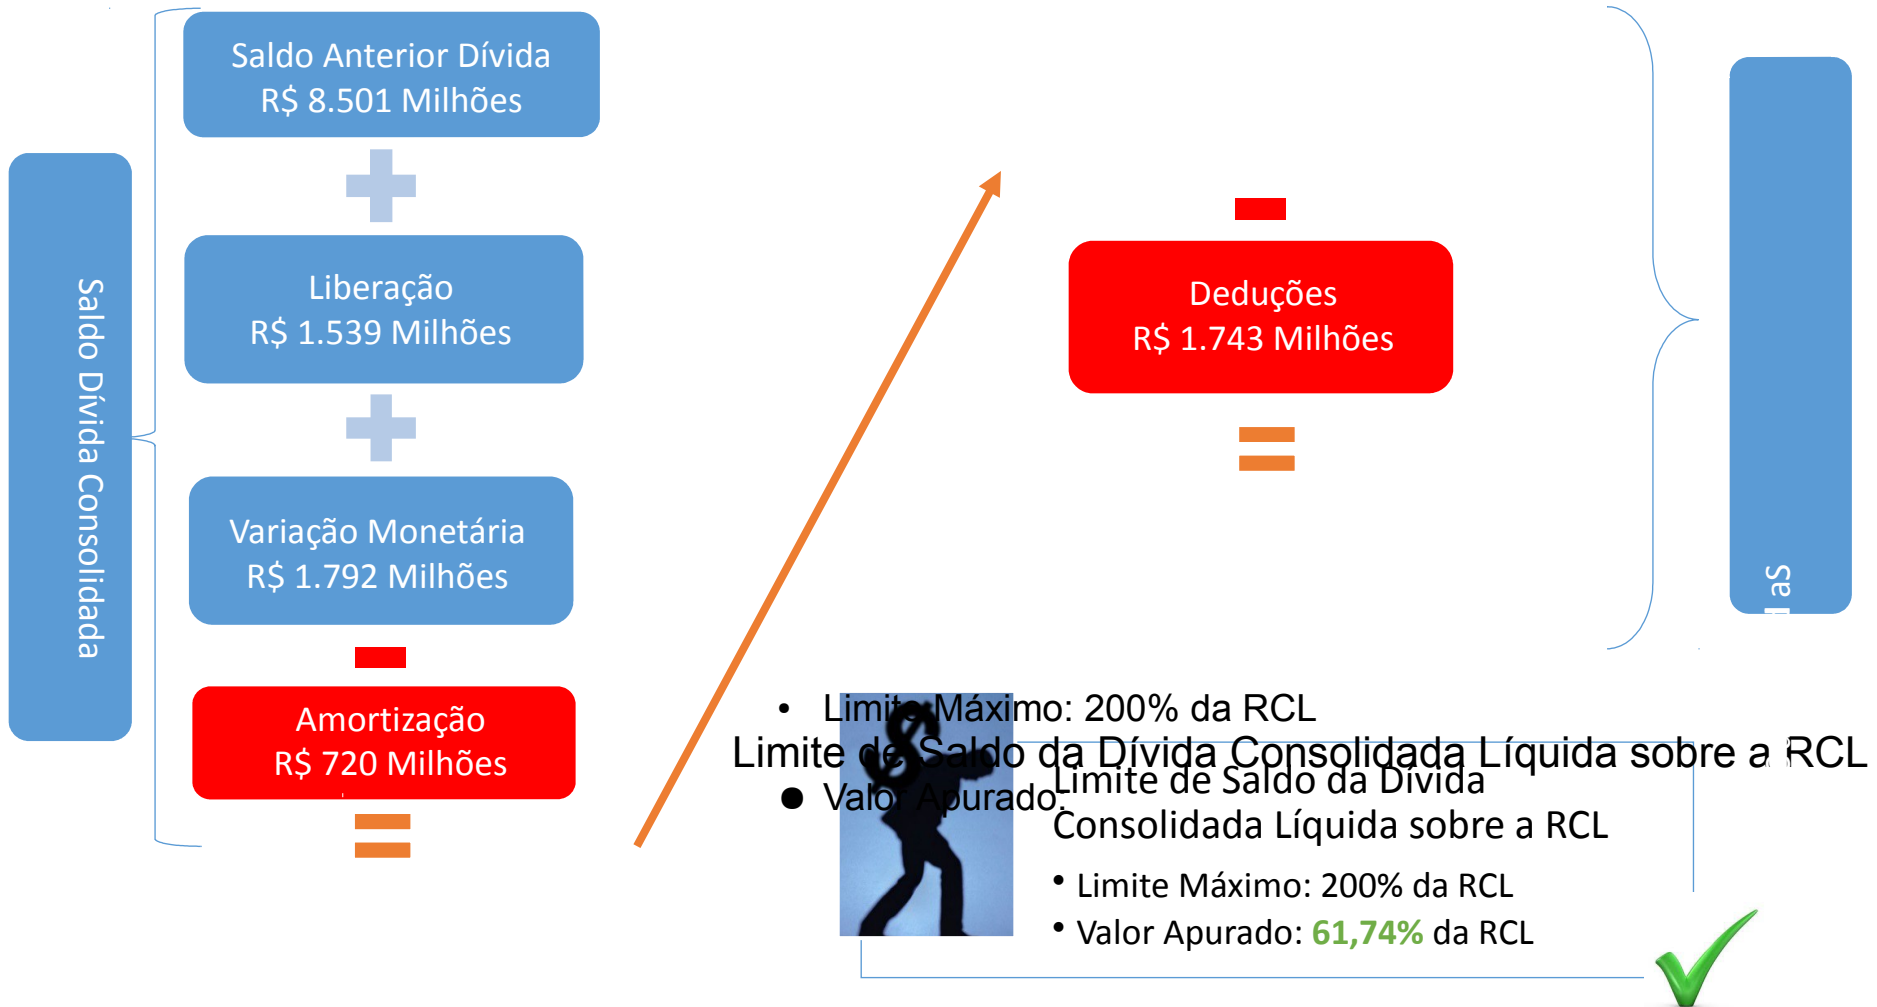 Saldo Dívida Consolidada
Saldo Anterior Dívida
R$ 8.501 Milhões
Liberação
R$ 1.539 Milhões
Variação Monetária
R$ 1.792 Milhões
Amortização
R$ 720 Milhões
Deduções
R$ 1.743 Milhões
Sa
• Limite Máximo: 200% da RCL
Limite de Saldo da Dívida Consolidada Líquida sobre a RCL
● Valor Apurado:
Limite de Saldo da Dívida
Consolidada Líquida sobre a RCL
• Limite Máximo: 200% da RCL
• Valor Apurado: 61,74% da RCL